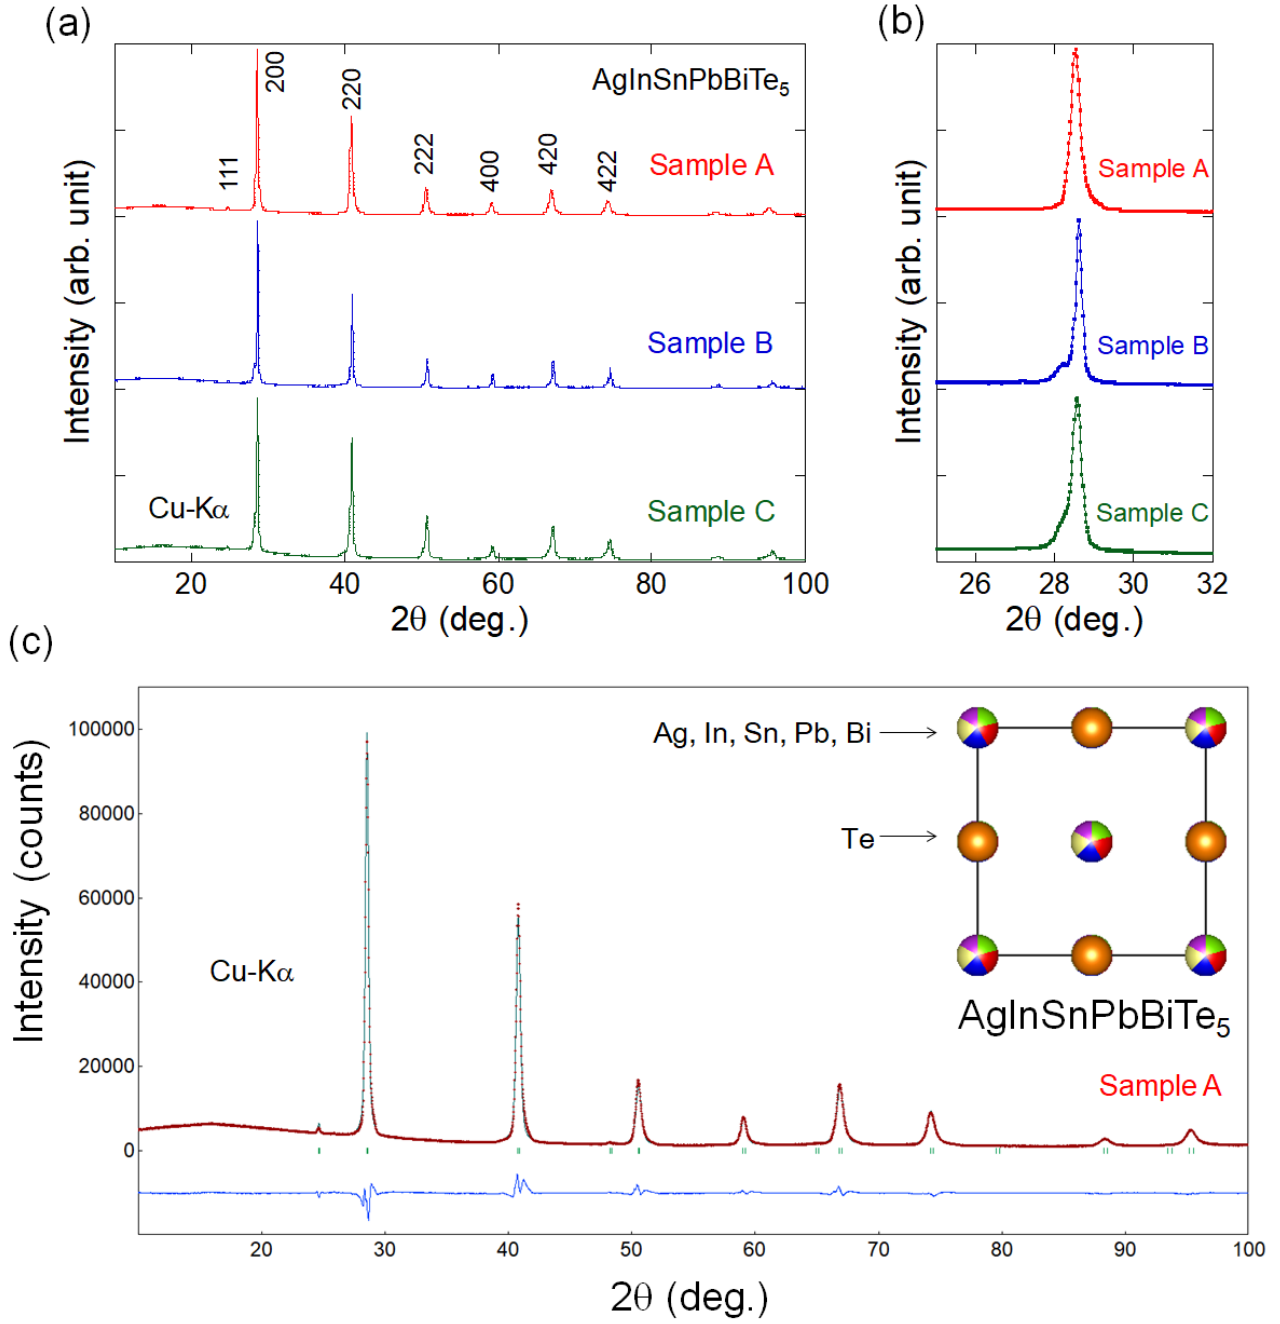 (a)
(b)
200
220
111
222
400
420
422
AgInSnPbBiTe₅
Sample A
Sample B
Sample C
Cu-Kα
Intensity (arb. unit)
20 40 60 80 100
2θ (deg.)
Sample A
Sample B
Sample C
Intensity (arb. unit)
26 28 30 32
2θ (deg.)
(c)
100000
80000
60000
40000
20000
0
Intensity (counts)
Cu-Kα
Ag, In, Sn, Pb, Bi
Te
AgInSnPbBiTe₅
Sample A
20 30 40 50 60 70 80 90 100
2θ (deg.)